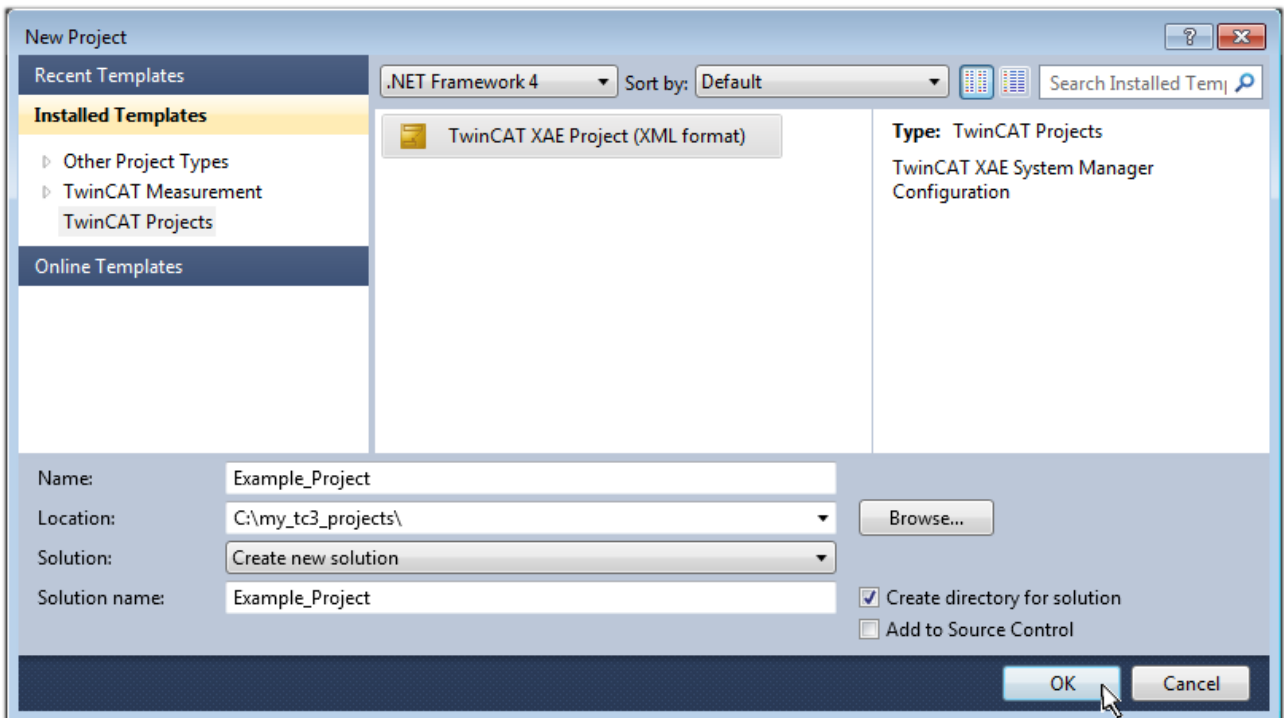 New Project
?
Recent Templates
Installed Templates
Other Project Types
TwinCAT Measurement
TwinCAT Projects
Online Templates
.NET Framework 4
Sort by: Default
Search Installed
TwinCAT XAE Project (XML format)
Type: TwinCAT Projects
TwinCAT XAE System Manager
Configuration
Name: Example_Project
Location: C:\my_tc3_projects\
Browse...
Solution: Create new solution
Solution name: Example_Project
Create directory for solution
Add to Source Control
OK
Cancel